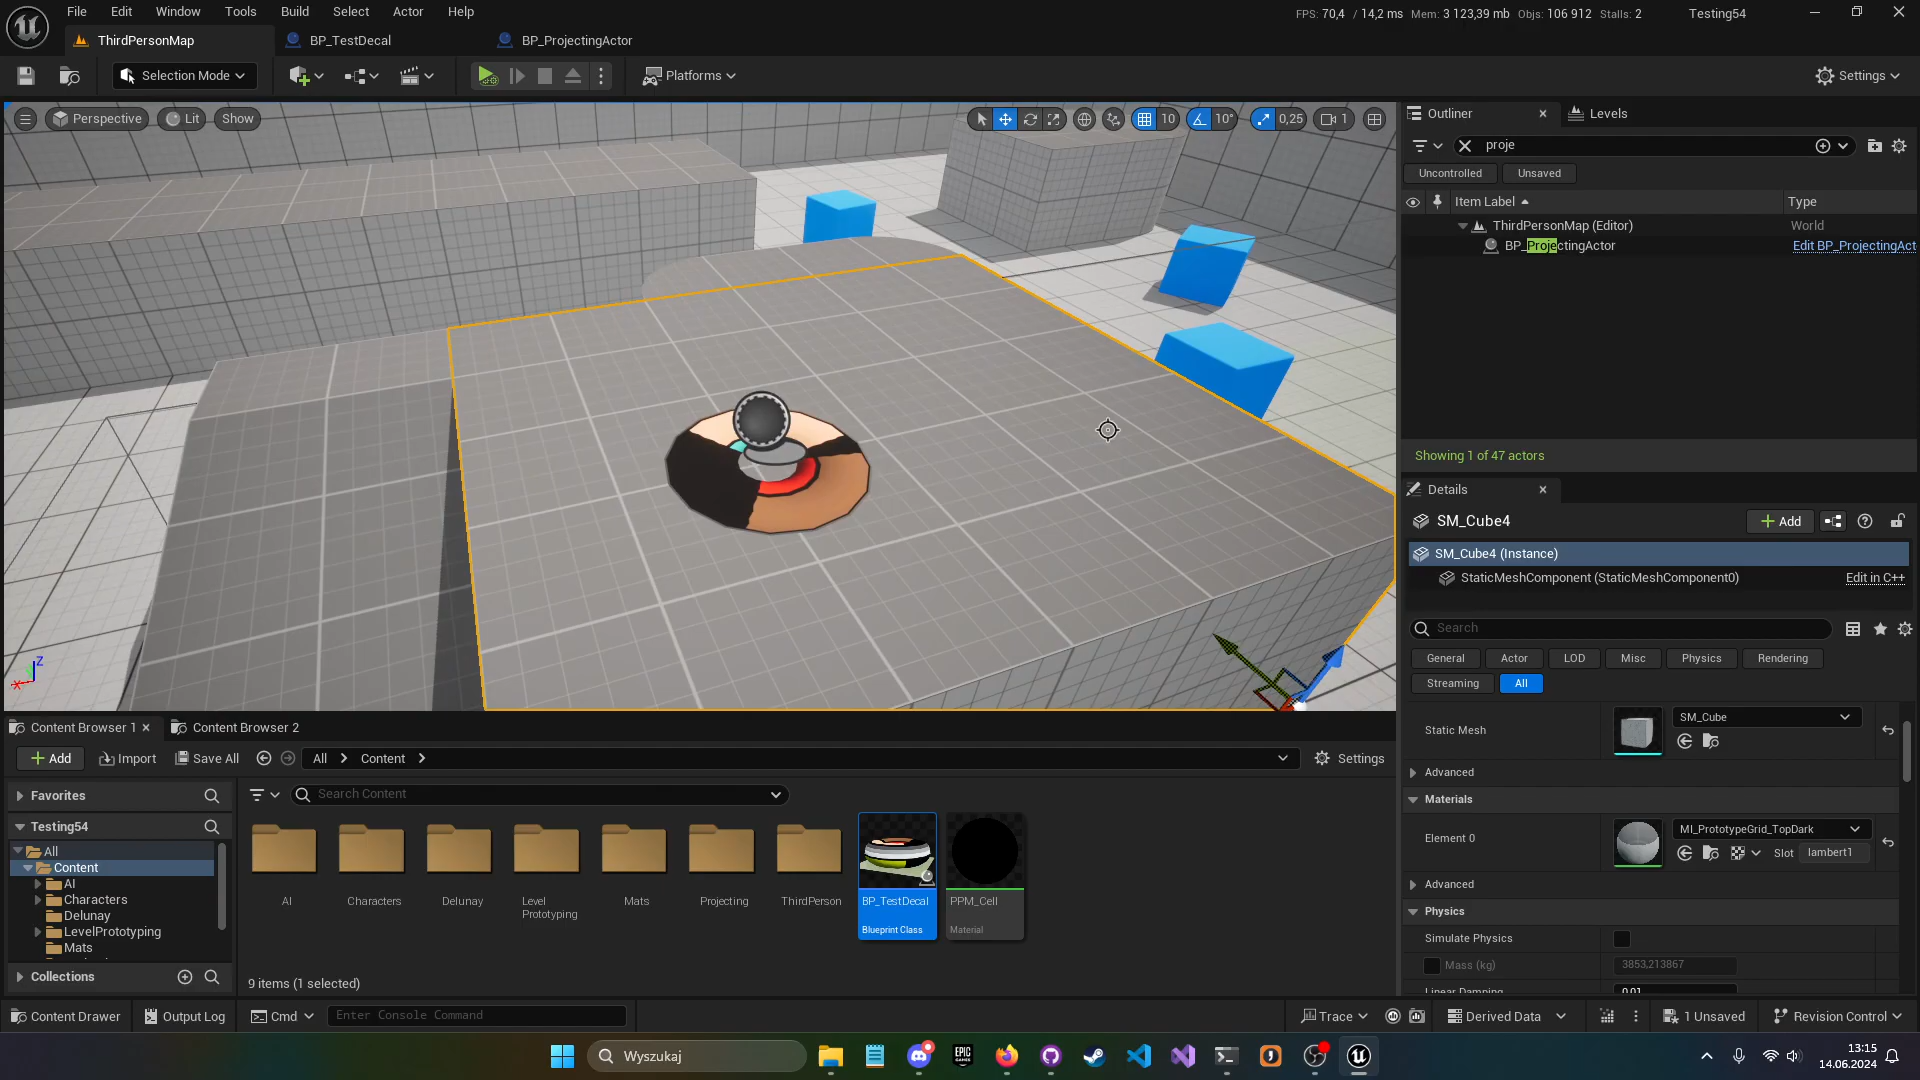 File Edit Window Tools Build Select Actor Help
FPS: 70,4 / 14,2 ms Mem: 3 123,39 mb Objs: 106 912 Stalls: 2 Testing54
ThirdPersonMap BP_TestDecal BP_ProjectingActor
Selection Mode Platforms Settings
Perspective Lit Show 10 10° 0,25 1
Z
X
Outliner Levels
proje
Uncontrolled Unsaved
Item Label Type
ThirdPersonMap (Editor) World
BP_ProjectingActor Edit BP_ProjectingAct
Showing 1 of 47 actors
Details
SM_Cube4 Add
SM_Cube4 (Instance)
StaticMeshComponent (StaticMeshComponent0) Edit in C++
Search
General Actor LOD Misc Physics Rendering
Streaming All
Static Mesh SM_Cube
Advanced
Materials
Element 0 MI_PrototypeGrid_TopDark
Slot lambert1
Advanced
Physics
Simulate Physics
Mass (kg) 3853,213867
Linear Damping 0,01
Content Browser 1 Content Browser 2
Add Import Save All All Content Settings
Favorites
Search Content
Testing54
All
Content
AI
Characters
Delunay
LevelPrototyping
Mats
Collections
AI Characters Delunay Level Prototyping Mats Projecting ThirdPerson BP_TestDecal PPM_Cell
Blueprint Class Material
9 items (1 selected)
Content Drawer Output Log Cmd Enter Console Command Trace Derived Data 1 Unsaved Revision Control
Wyszukaj
EPIC GAMES
13:15
14.06.2024